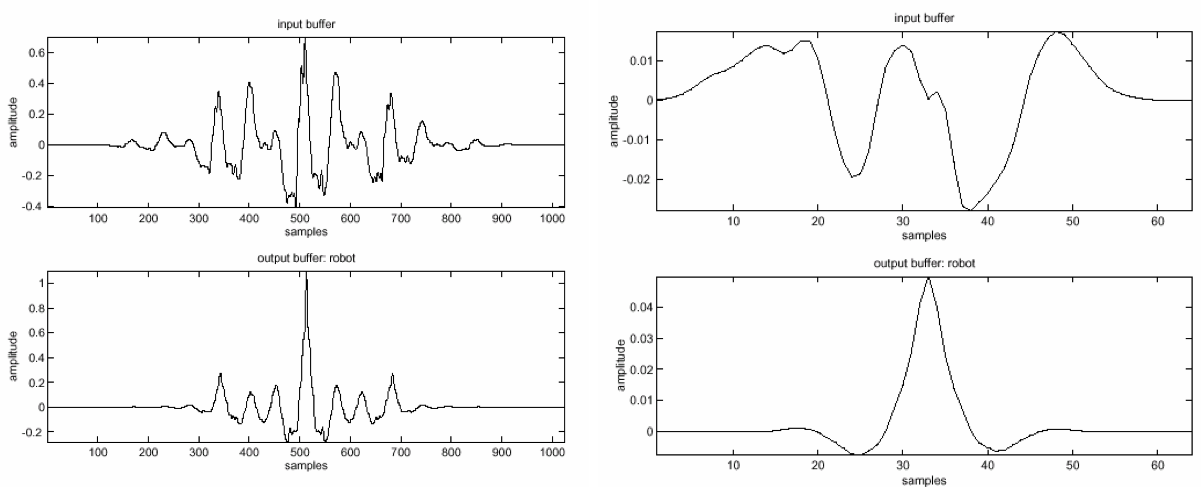 input buffer
amplitude
0.6
0.4
0.2
0
-0.2
-0.4
100 200 300 400 500 600 700 800 900 1000
samples
output buffer: robot
amplitude
1
0.8
0.6
0.4
0.2
0
-0.2
100 200 300 400 500 600 700 800 900 1000
samples
input buffer
amplitude
0.01
0
-0.01
-0.02
10 20 30 40 50 60
samples
output buffer: robot
amplitude
0.04
0.03
0.02
0.01
0
10 20 30 40 50 60
samples